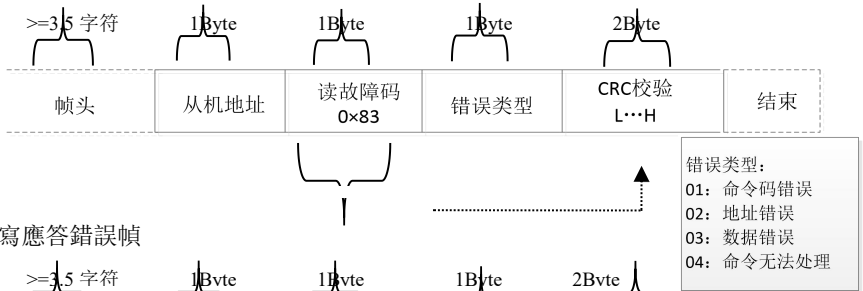 >=3.5 字符 1Byte 1Byte 1Byte 2Byte
帧头 从机地址 读故障码 错误类型 CRC校验 结束
0×83 L⋯H
错误类型：
01：命令码错误
02：地址错误
03：数据错误
04：命令无法处理
寫應答錯誤幀
>=3.5 字符 1Byte 1Byte 1Byte 2Byte